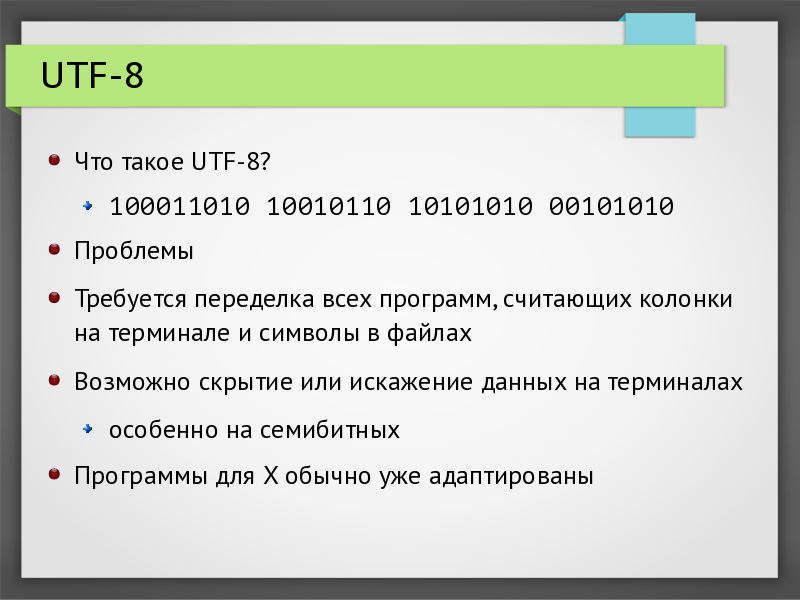 UTF-8
Что такое UTF-8?
100011010 10010110 10101010 00101010
Проблемы
Требуется переделка всех программ, считающих колонки
на терминале и символы в файлах
Возможно скрытие или искажение данных на терминалах
особенно на семибитных
Программы для X обычно уже адаптированы